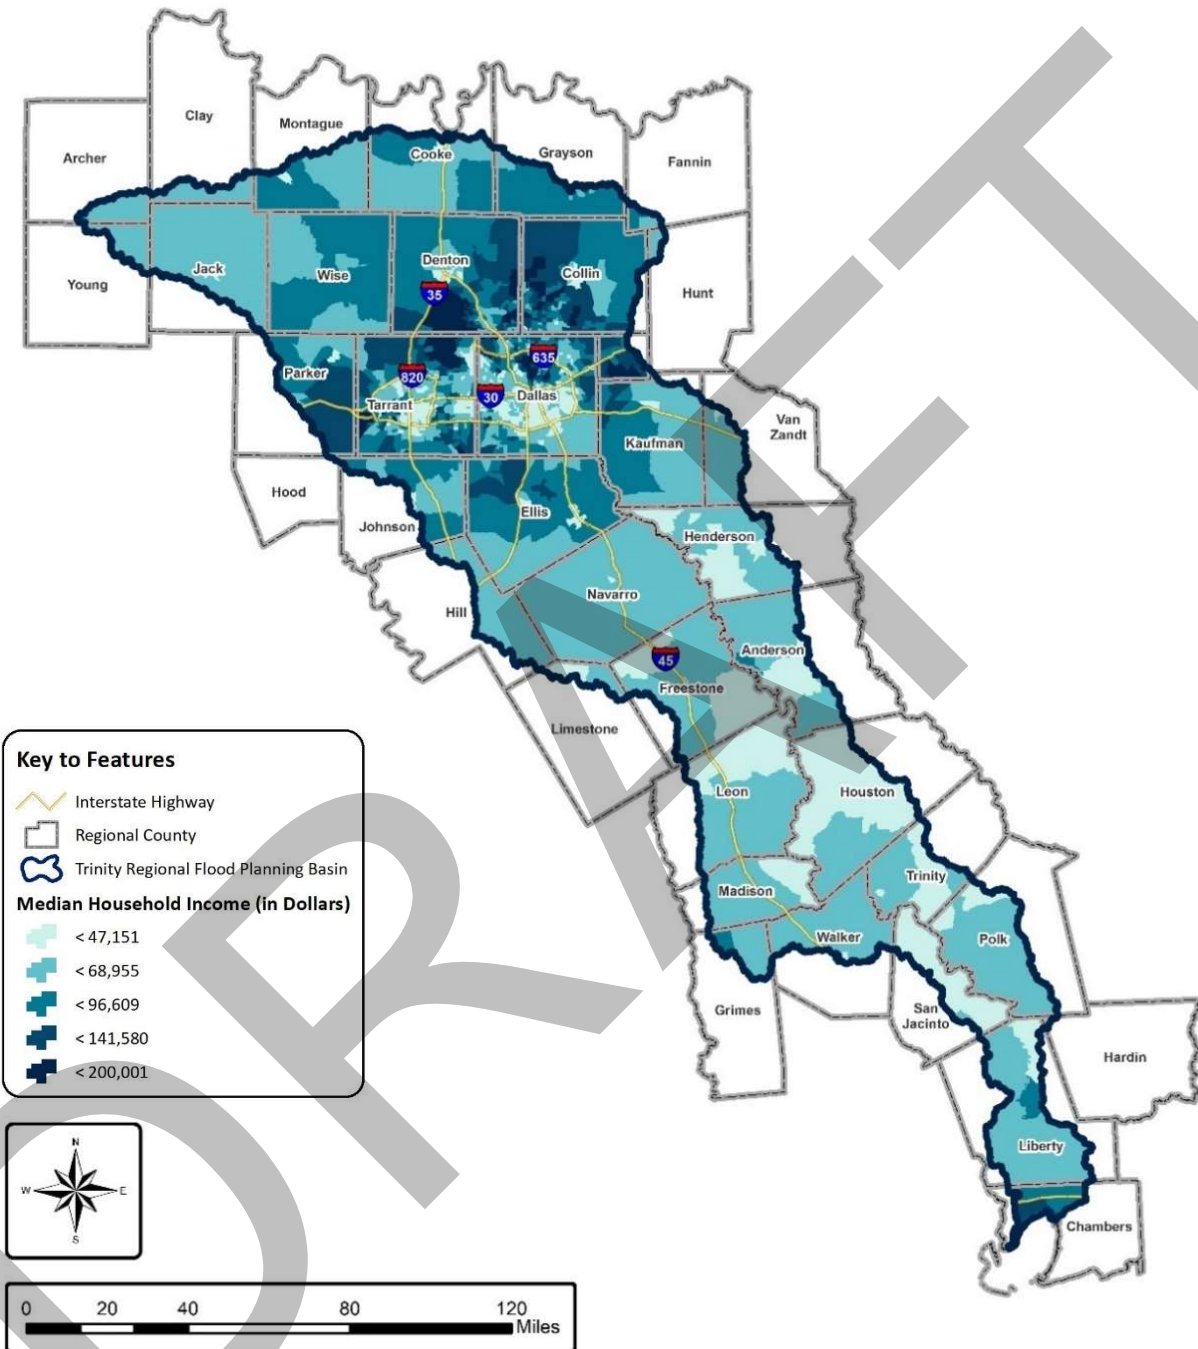 Clay
Montague
Cooke
Grayson
Fannin
Archer
Young
Jack
Wise
Denton
Collin
Hunt
35
Parker
820
Tarrant
30
635
Dallas
Kaufman
Van
Zandt
Hood
Johnson
Ellis
Henderson
Hill
Navarro
Anderson
45
Freestone
Limestone
Leon
Houston
Madison
Trinity
Walker
Polk
Grimes
San
Jacinto
Hardin
Liberty
Chambers
Key to Features
Interstate Highway
Regional County
Trinity Regional Flood Planning Basin
Median Household Income (in Dollars)
< 47,151
< 68,955
< 96,609
< 141,580
< 200,001
N
W E
S
0 20 40 80 120
Miles
DRAFT